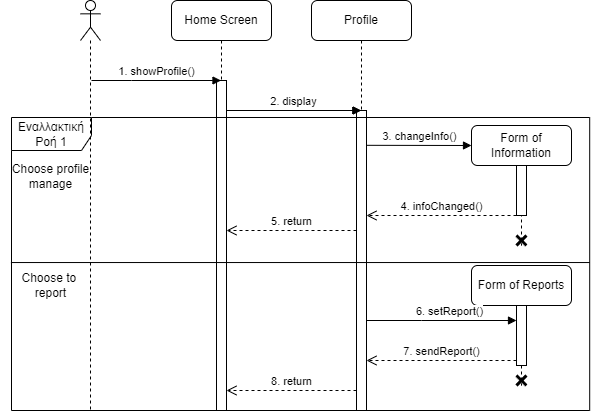 Home Screen
Profile
1. showProfile()
2. display
Εναλλακτική
Ροή 1
3. changeInfo()
Form of
Information
Choose profile
manage
4. infoChanged()
5. return
Choose to
report
Form of Reports
6. setReport()
7. sendReport()
8. return